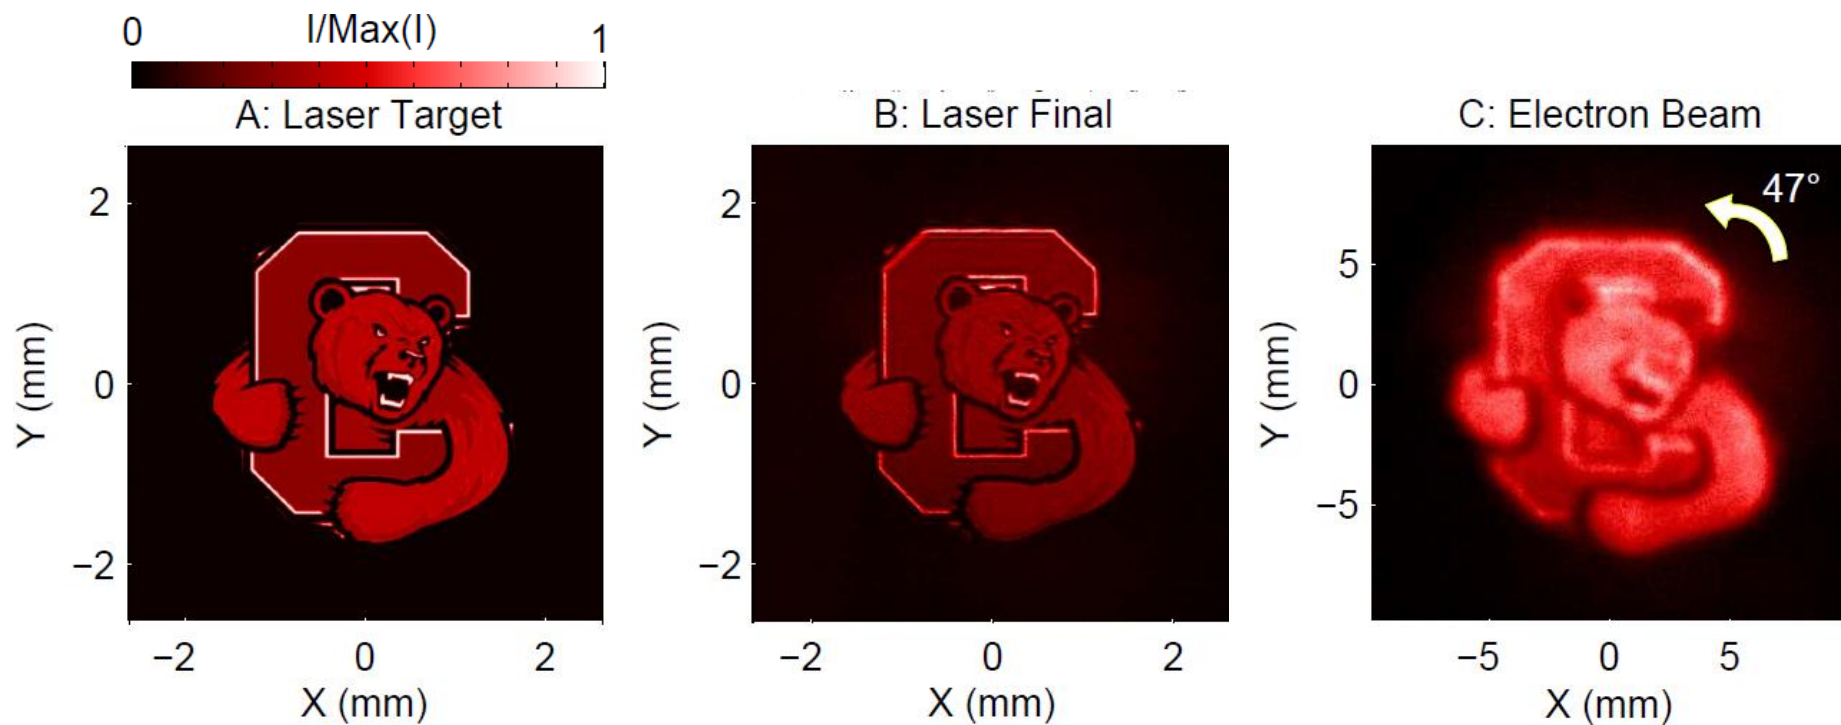 0 I/Max(I) 1
A: Laser Target
B: Laser Final
C: Electron Beam
Y (mm)
2
0
−2
−2 0 2
X (mm)
Y (mm)
2
0
−2
−2 0 2
X (mm)
47°
Y (mm)
5
0
−5
−5 0 5
X (mm)